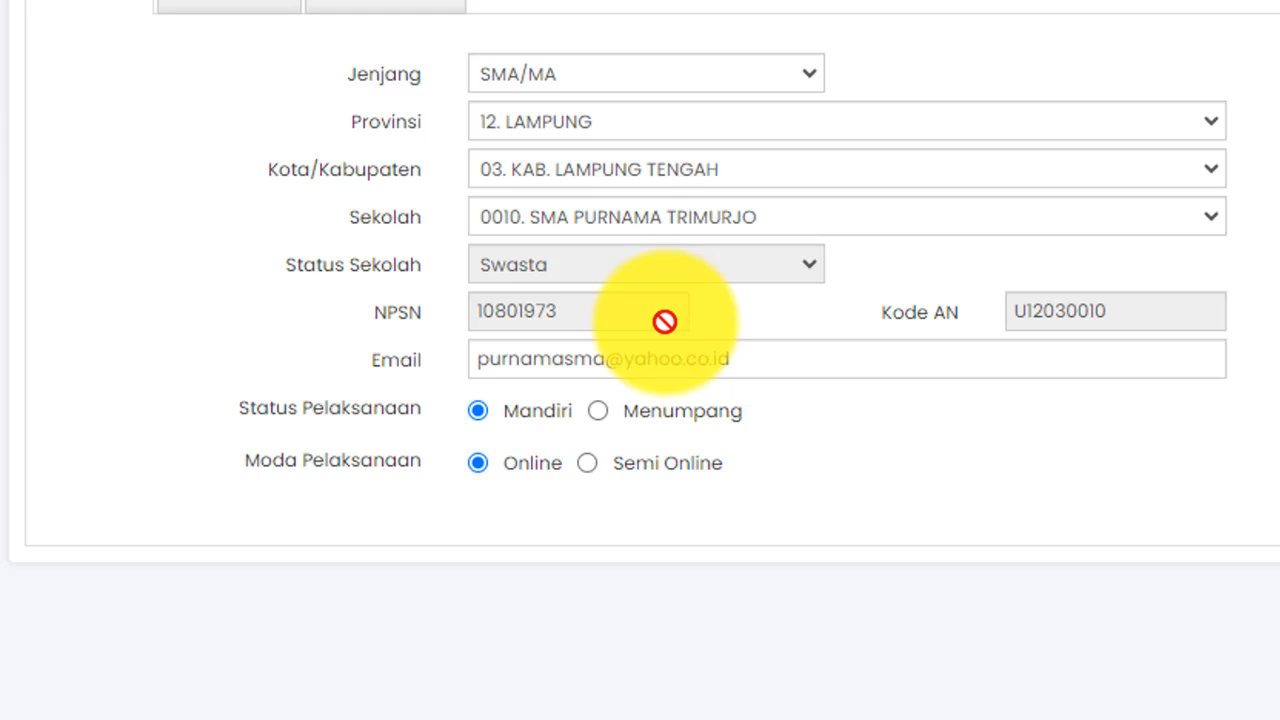 Jenjang SMA/MA
Provinsi 12. LAMPUNG
Kota/Kabupaten 03. KAB. LAMPUNG TENGAH
Sekolah 0010. SMA PURNAMA TRIMURJO
Status Sekolah Swasta
NPSN 10801973 Kode AN U12030010
Email purnamasma@yahoo.co.id
Status Pelaksanaan Mandiri Menumpang
Moda Pelaksanaan Online Semi Online